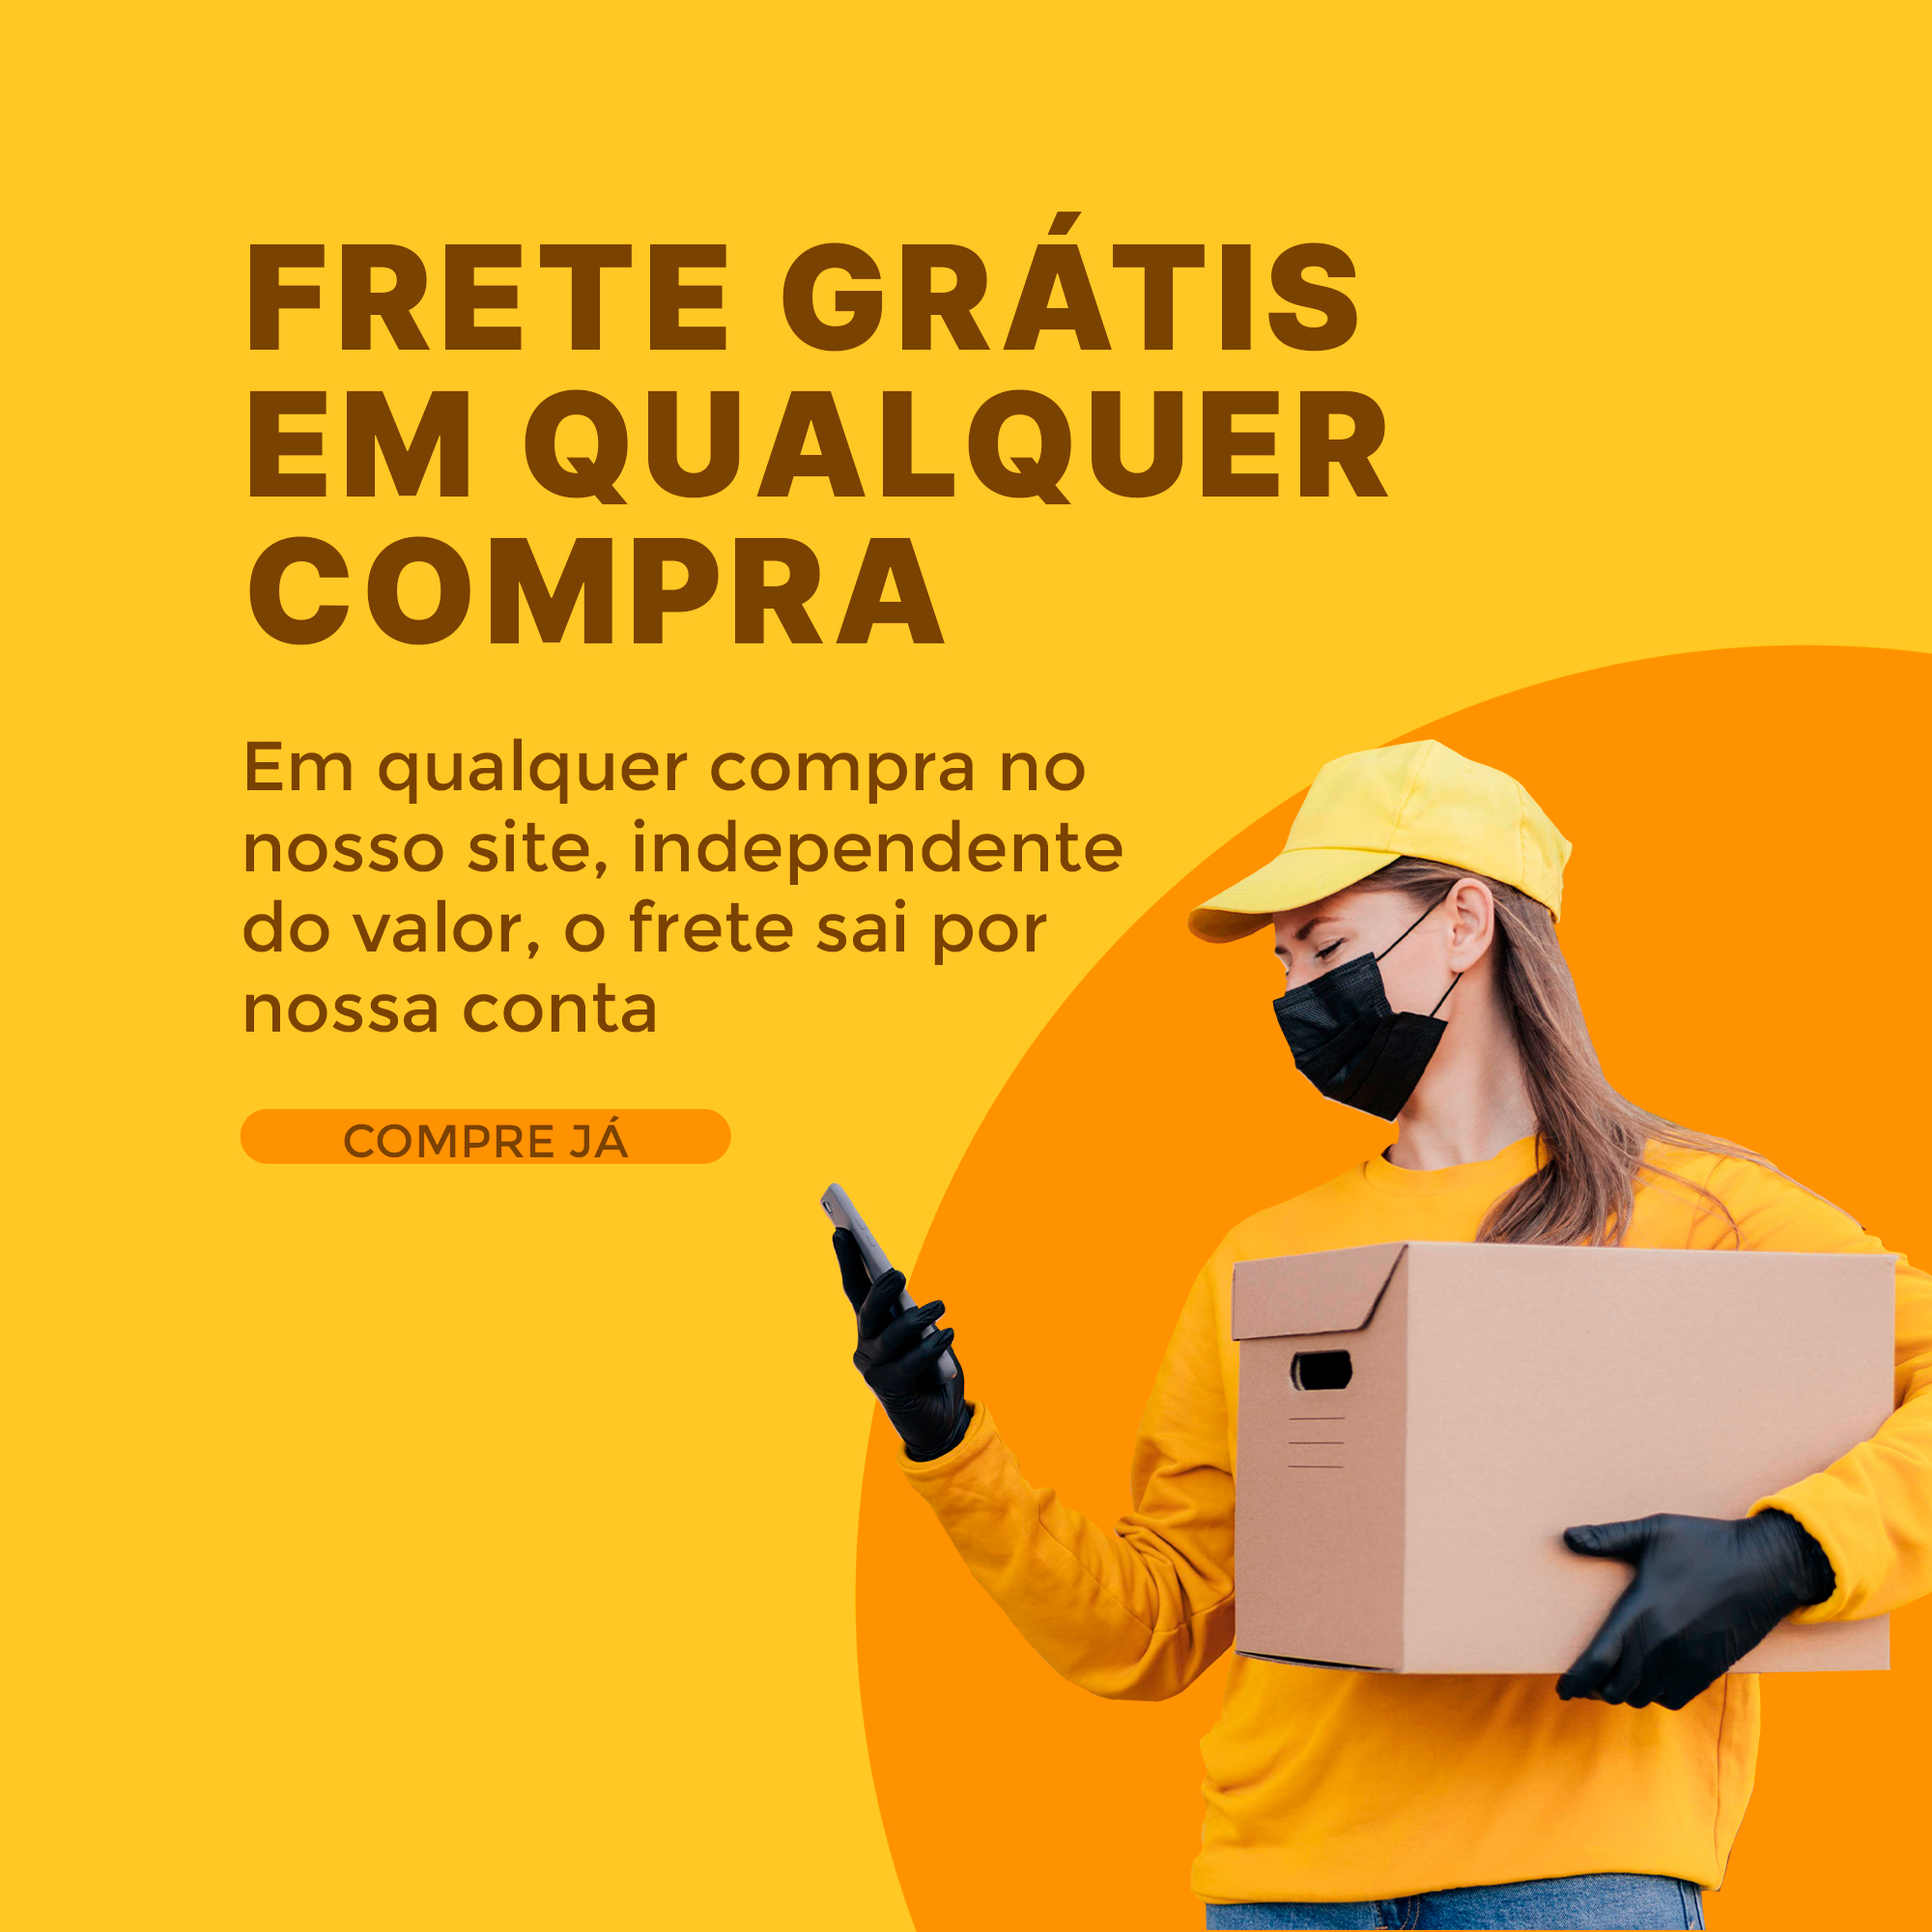 FRETE GRÁTIS
EM QUALQUER
COMPRA
Em qualquer compra no
nosso site, independente
do valor, o frete sai por
nossa conta
COMPRE JÁ